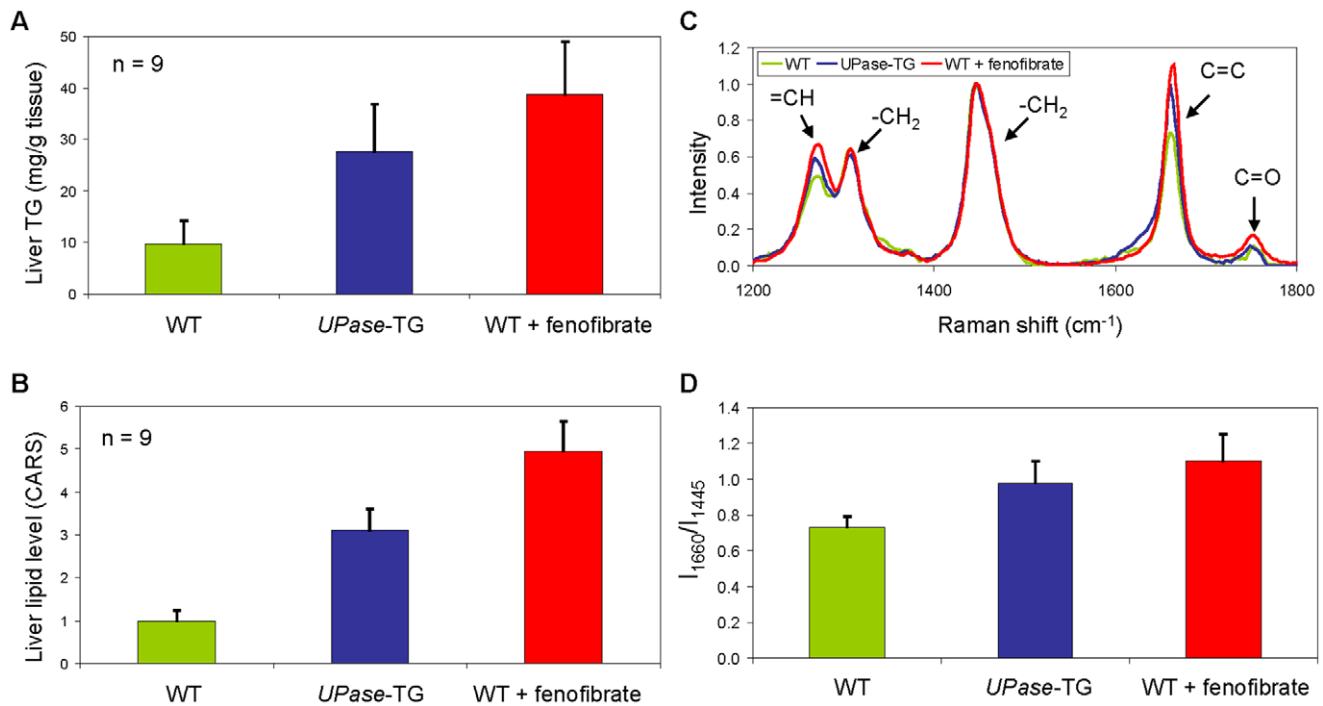 A
Liver TG (mg/g tissue)
50
40
30
20
10
0
n = 9
WT
UPase-TG
WT + fenofibrate
B
Liver lipid level (CARS)
6
5
4
3
2
1
0
n = 9
WT
UPase-TG
WT + fenofibrate
C
Intensity
1.2
1.0
0.8
0.6
0.4
0.2
0.0
WT UPase-TG WT + fenofibrate
=CH
-CH₂
-CH₂
C=C
C=O
1200 1400 1600 1800
Raman shift (cm⁻¹)
D
I₁₆₆₀/I₁₄₄₅
1.4
1.2
1.0
0.8
0.6
0.4
0.2
0.0
WT
UPase-TG
WT + fenofibrate